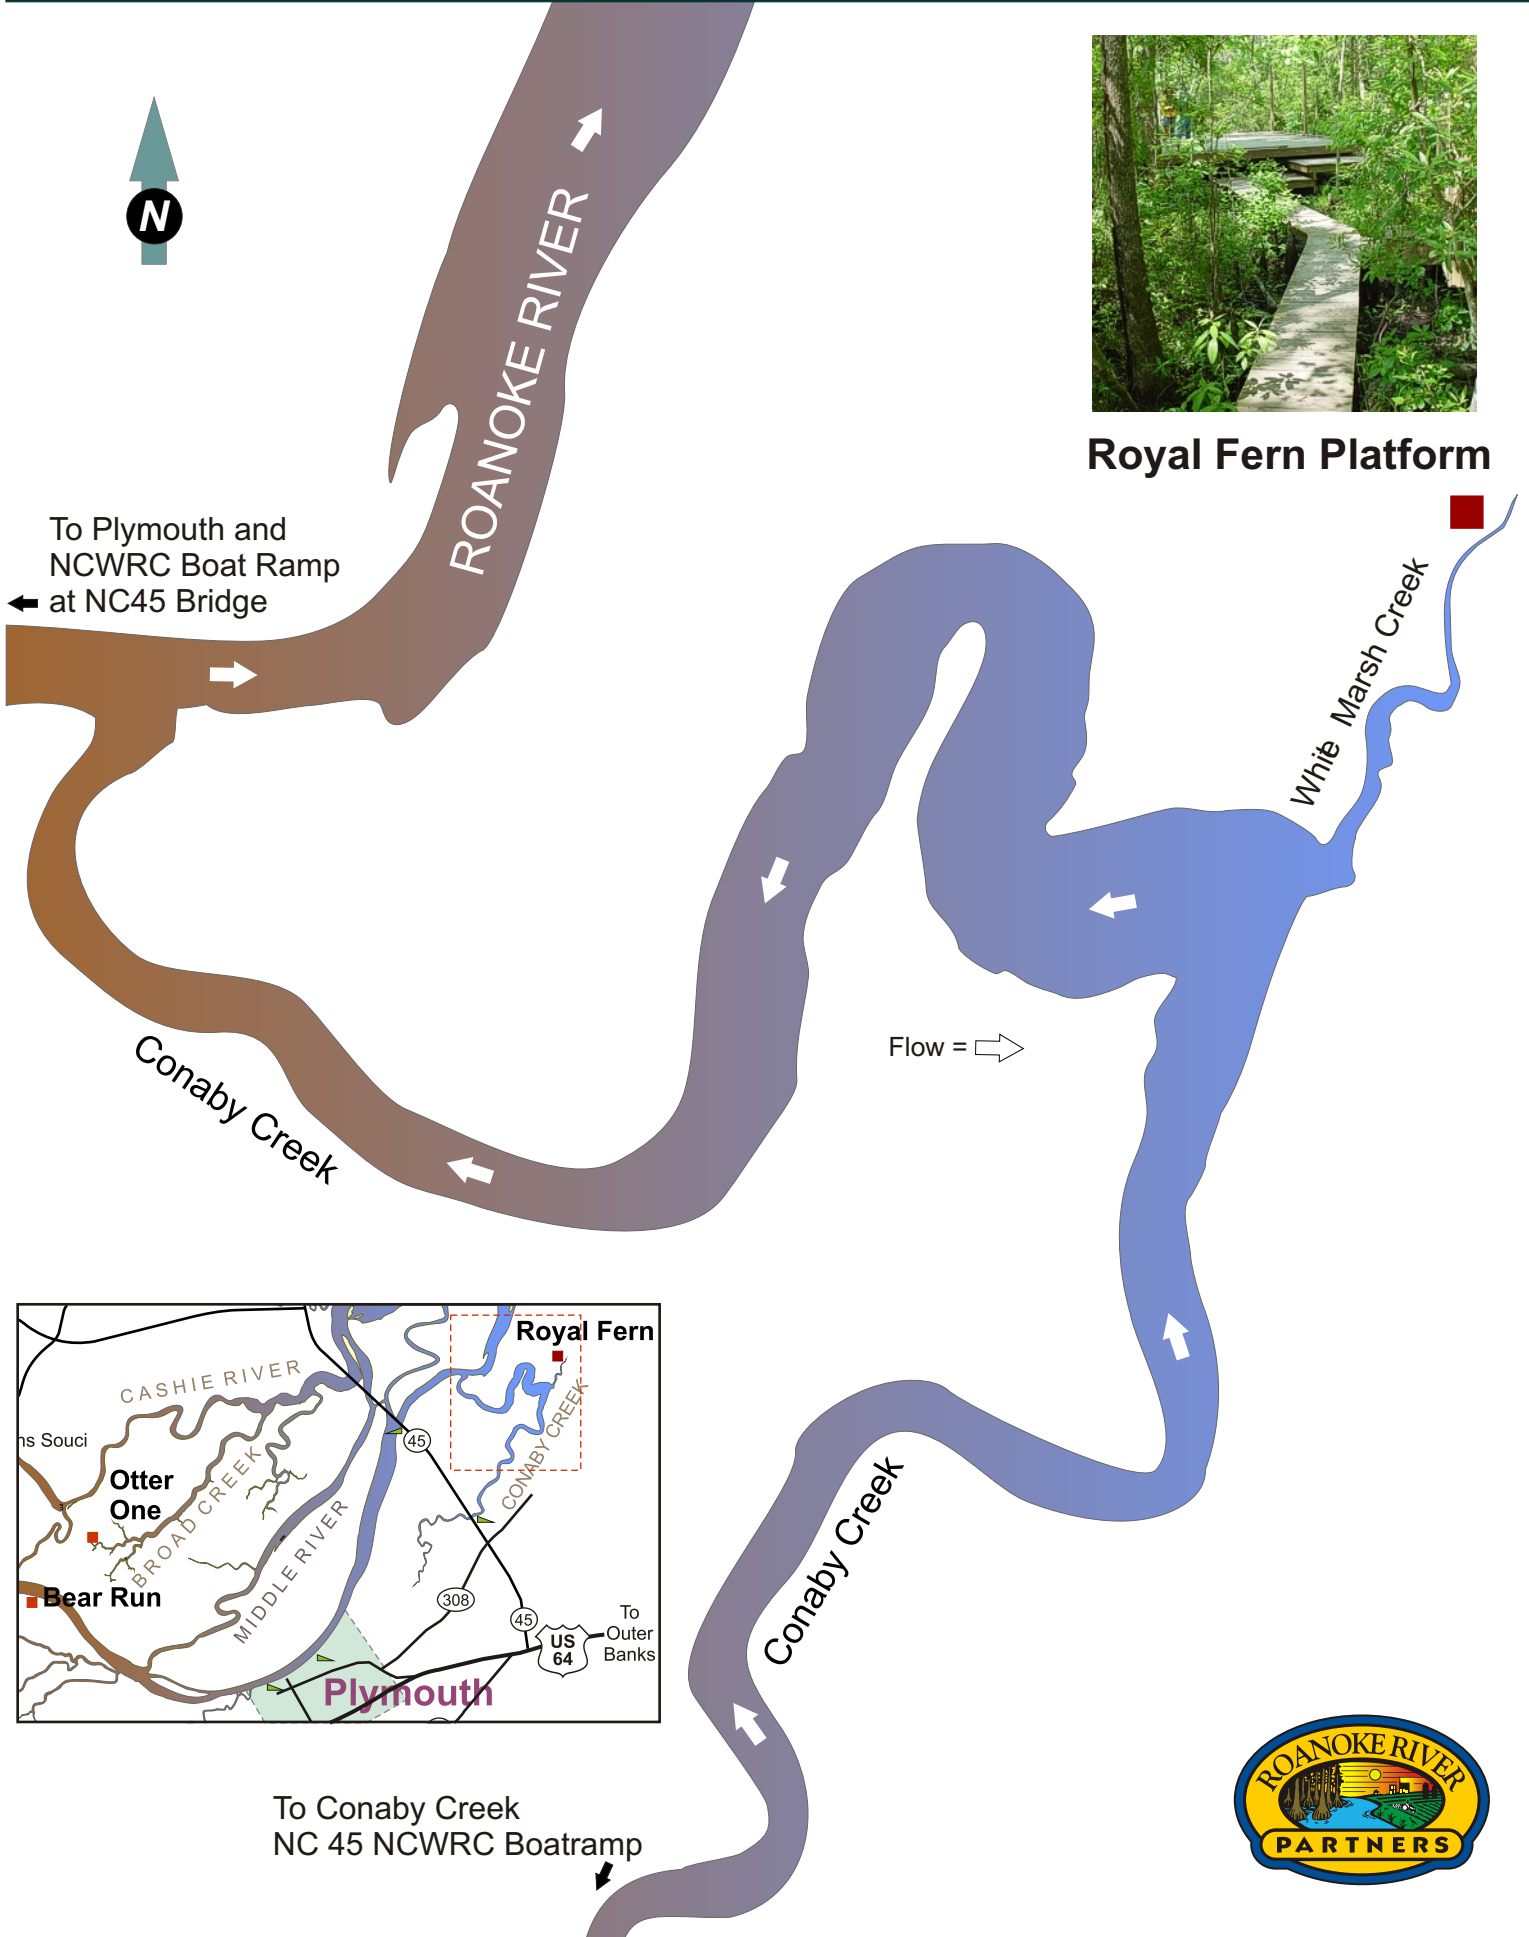 N
ROANOKE RIVER
Royal Fern Platform
To Plymouth and
NCWRC Boat Ramp
at NC45 Bridge
White Marsh Creek
Flow =
Conaby Creek
Royal Fern
CASHIE RIVER
ns Souci
45
CONABY CREEK
Otter
One
BROAD CREEK
MIDDLE RIVER
Bear Run
308
45
US
64
To
Outer
Banks
Plymouth
Conaby Creek
To Conaby Creek
NC 45 NCWRC Boatramp
ROANOKE RIVER
PARTNERS